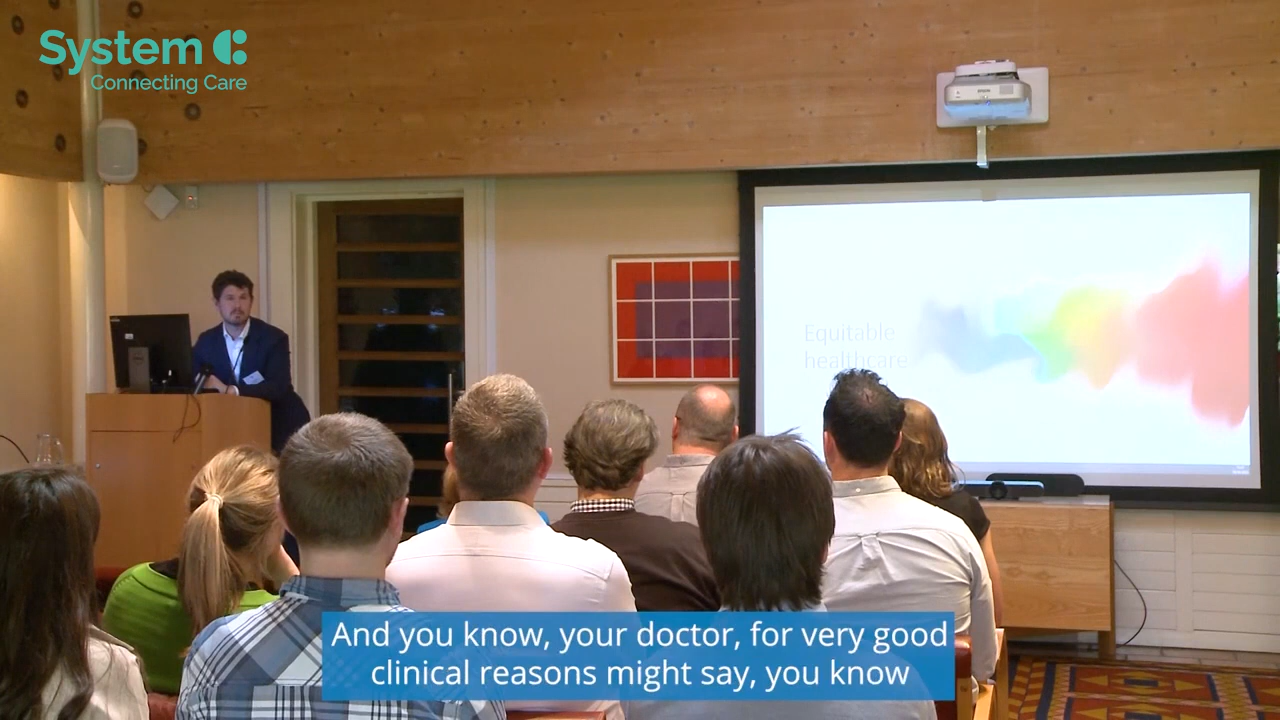 System C
Connecting Care
EPSON
Equitable
healthcare
And you know, your doctor, for very good
clinical reasons might say, you know